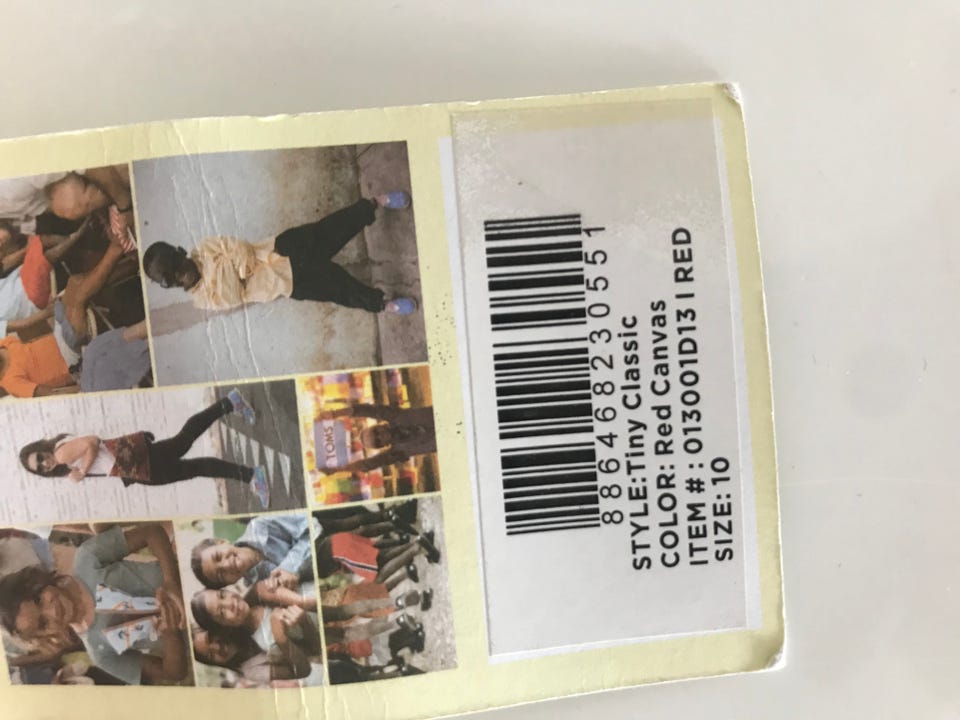 TOMS
886468230551
STYLE:Tiny Classic
COLOR: Red Canvas
ITEM #: 013001D13 | RED
SIZE: 10